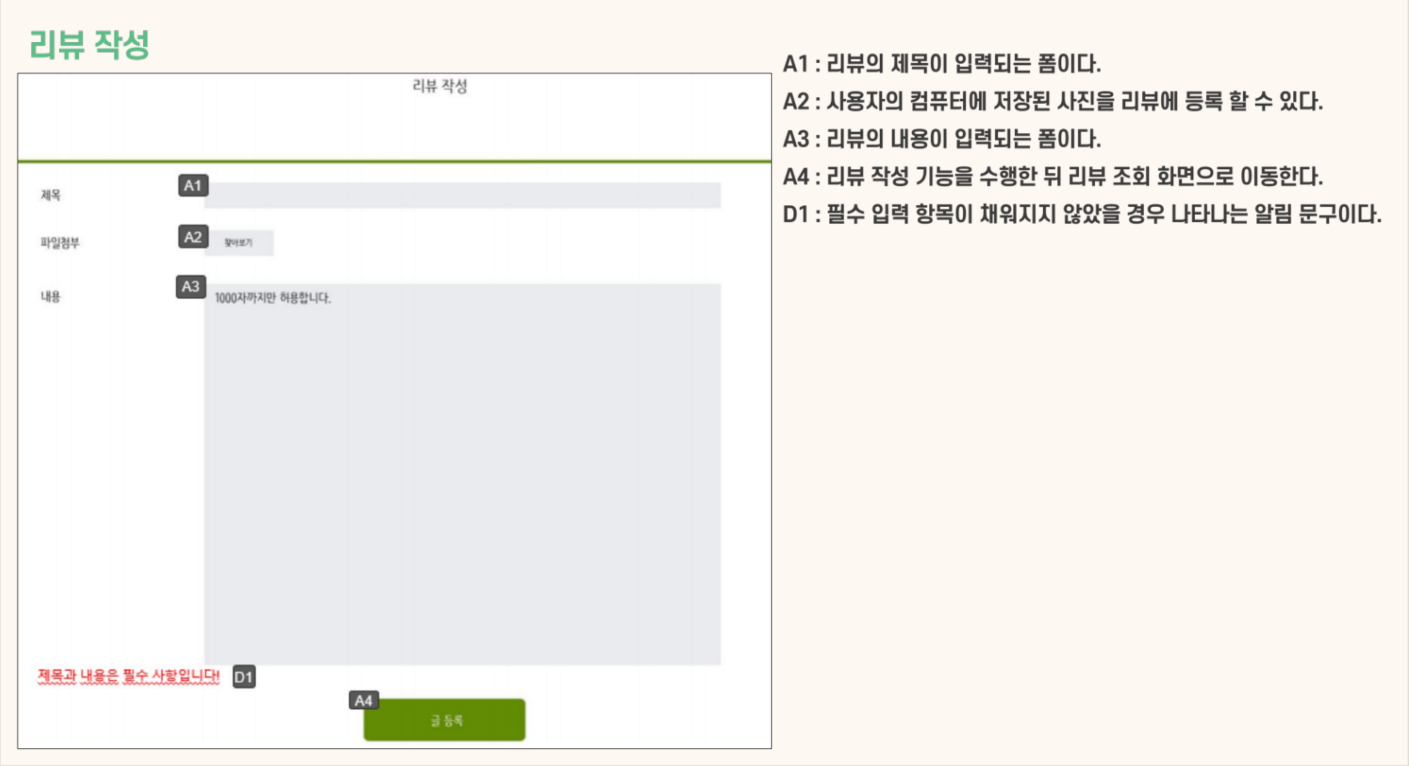 리뷰 작성
리뷰 작성
제목
A1
파일첨부
A2
찾아보기
내용
A3
1000자까지만 허용합니다.
제목과 내용은 필수 사항입니다!
D1
A4
글 등록
A1 : 리뷰의 제목이 입력되는 폼이다.
A2 : 사용자의 컴퓨터에 저장된 사진을 리뷰에 등록 할 수 있다.
A3 : 리뷰의 내용이 입력되는 폼이다.
A4 : 리뷰 작성 기능을 수행한 뒤 리뷰 조회 화면으로 이동한다.
D1 : 필수 입력 항목이 채워지지 않았을 경우 나타나는 알림 문구이다.